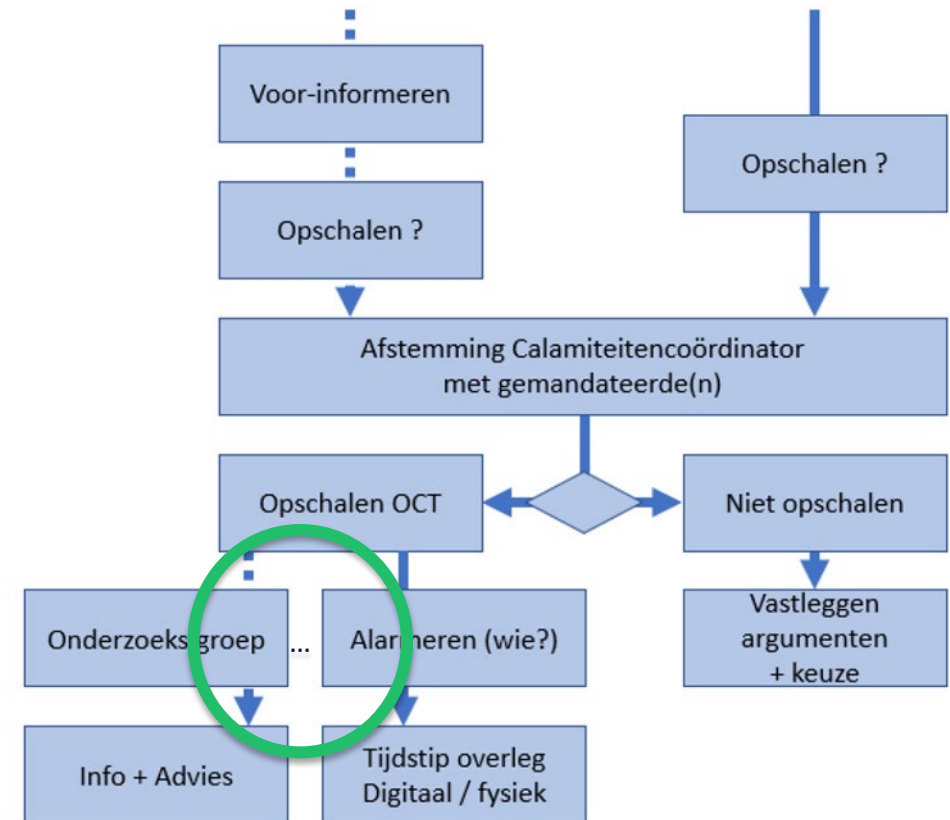 Voor-informeren
Opschalen ?
Opschalen ?
Afstemming Calamiteitencoördinator
met gemandateerde(n)
Opschalen OCT
Niet opschalen
Onderzoeksgroep
...
Alarmeren (wie?)
Vastleggen
argumenten
+ keuze
Info + Advies
Tijdstip overleg
Digitaal / fysiek